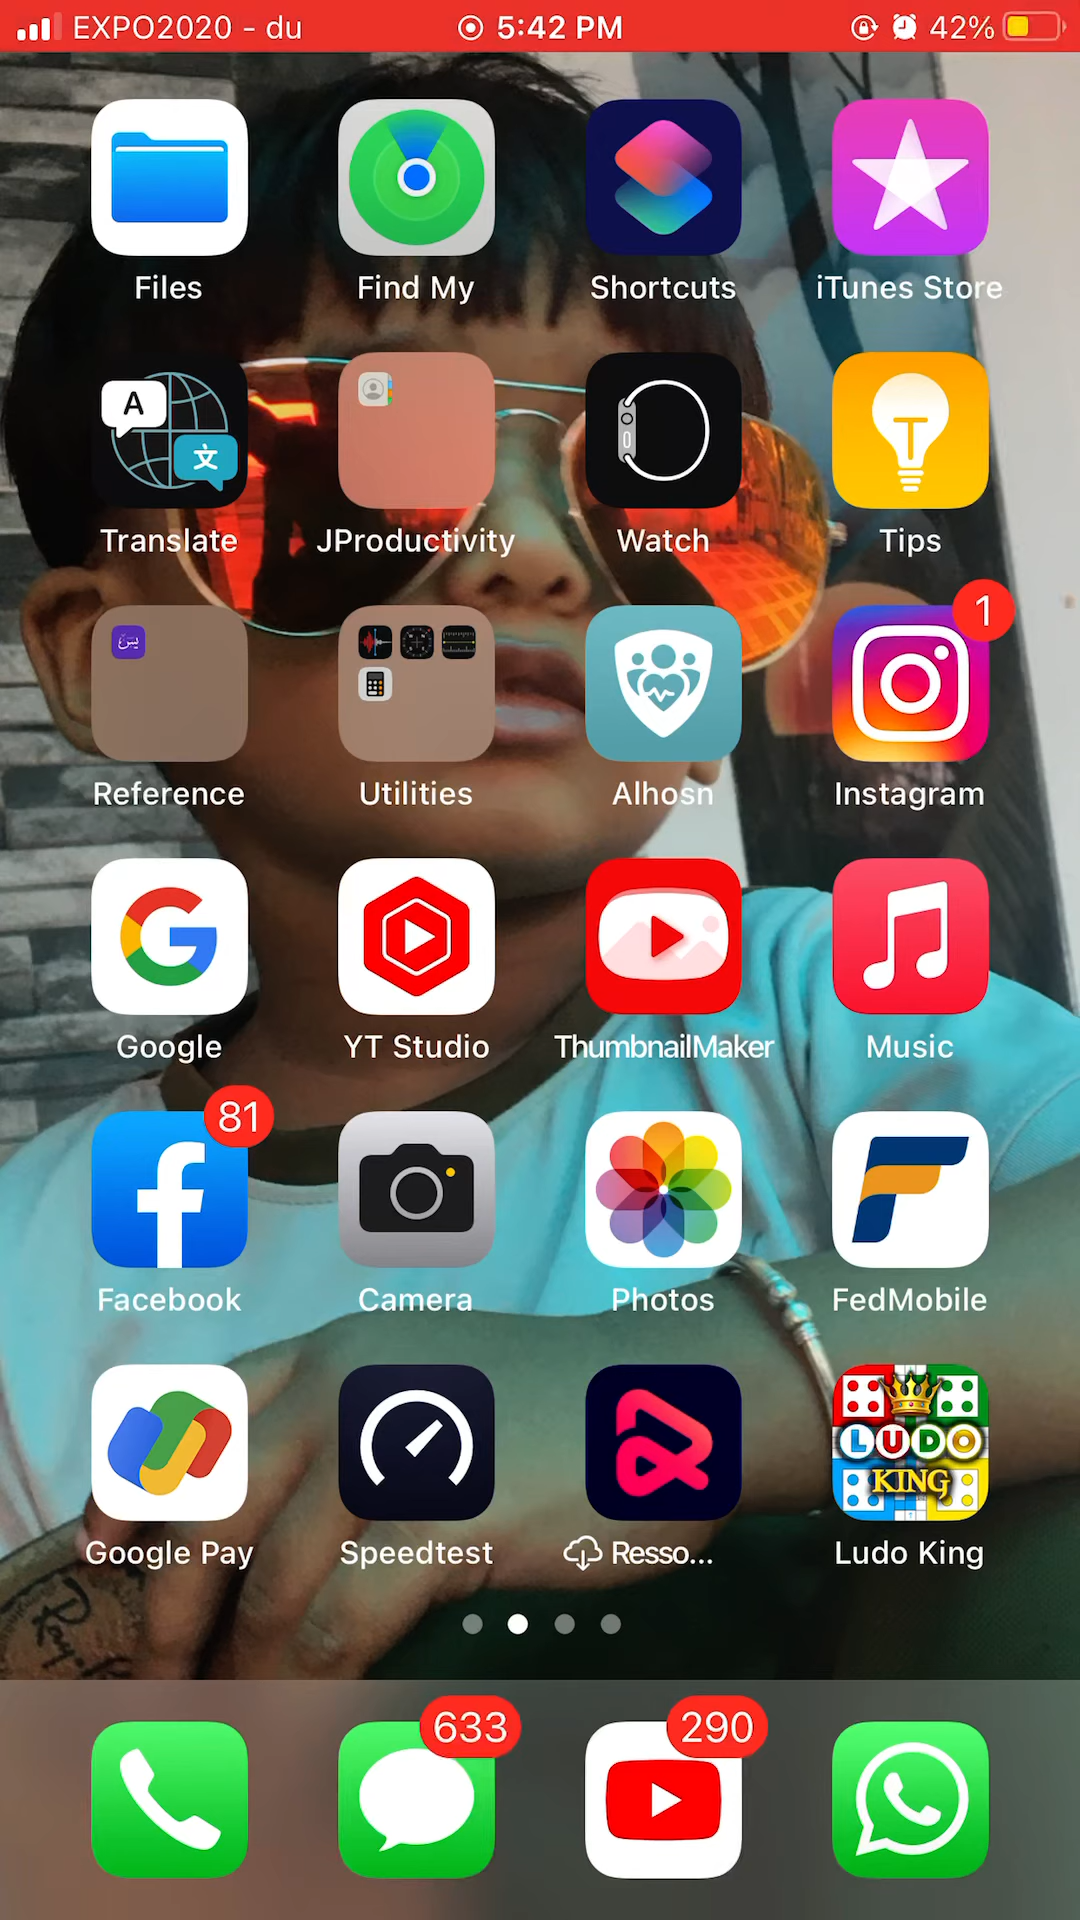 EXPO2020 - du 5:42 PM 42%
Files Find My Shortcuts iTunes Store
A 文
Translate JProductivity Watch Tips
1
Reference Utilities Alhosn Instagram
Google YT Studio ThumbnailMaker Music
81
Facebook Camera Photos FedMobile
LUDO
KING
Google Pay Speedtest Resso... Ludo King
633 290